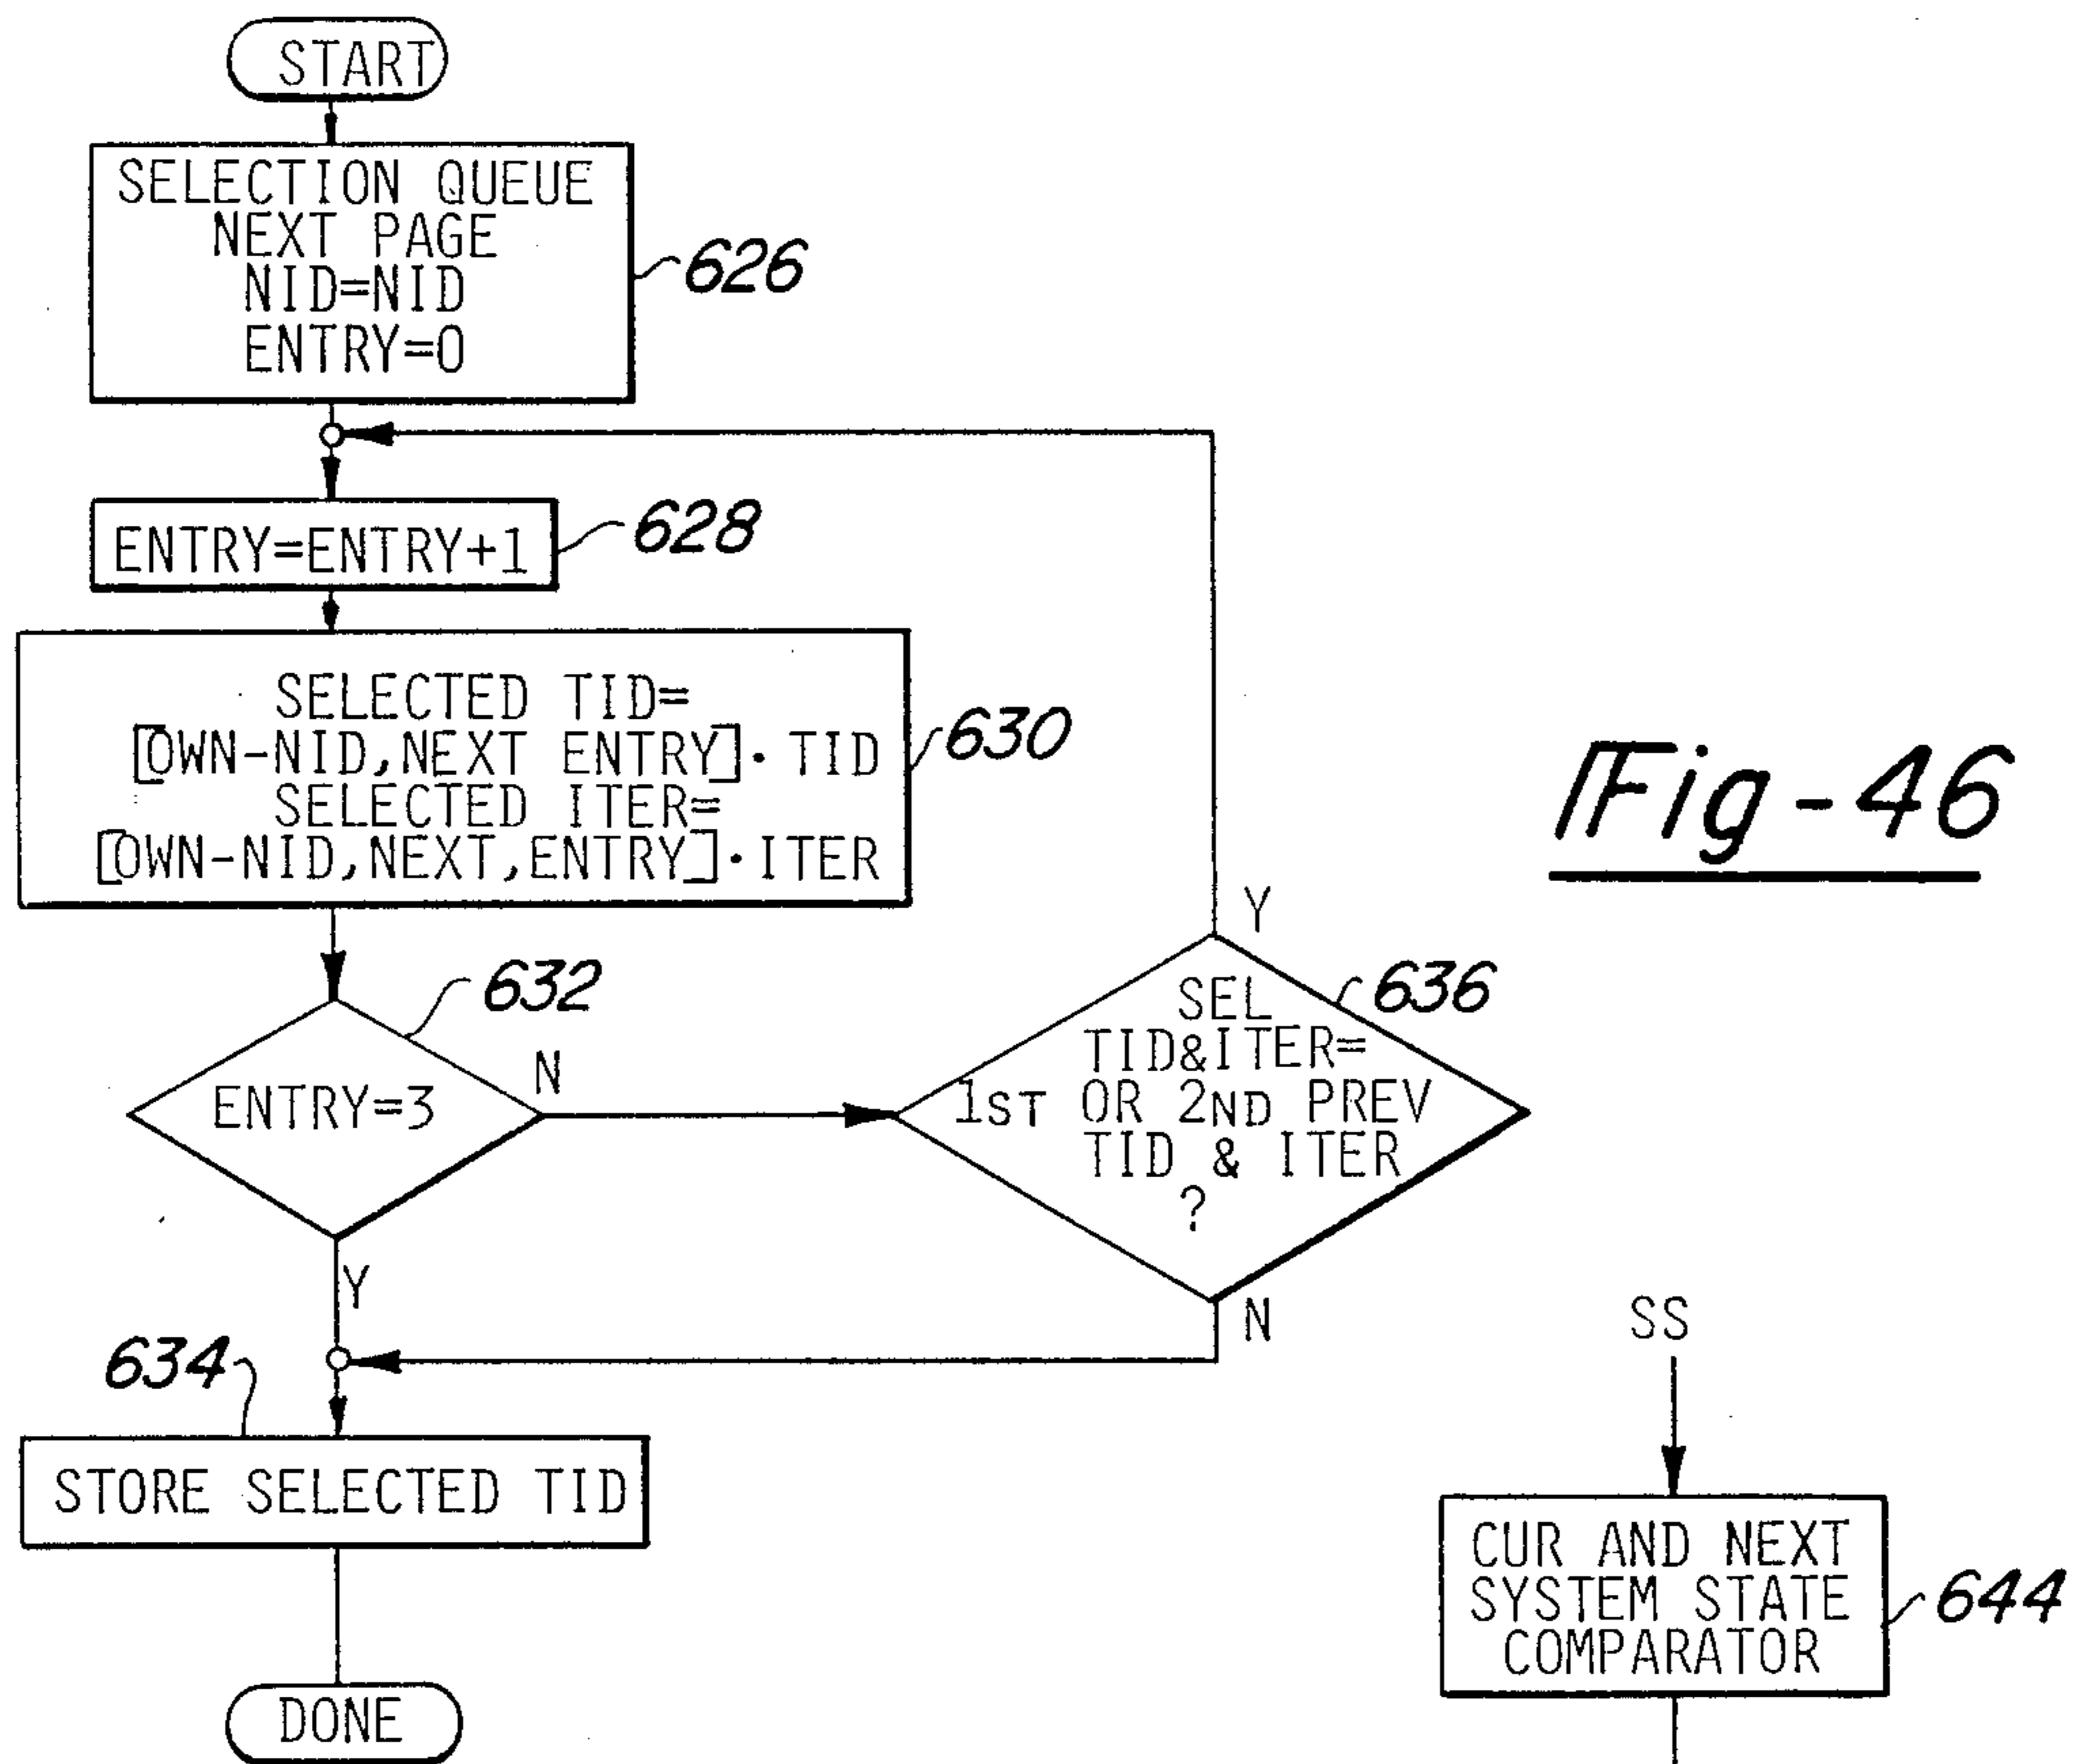 START
SELECTION QUEUE
NEXT PAGE
NID=NID
ENTRY=0
626
ENTRY=ENTRY+1
628
SELECTED TID=
[OWN-NID,NEXT ENTRY]· TID
SELECTED ITER=
[OWN-NID,NEXT,ENTRY]·ITER
630
Fig-46
ENTRY=3
632
N
Y
SEL
TID&ITER=
1ST OR 2ND PREV
TID & ITER
?
636
Y
N
634
STORE SELECTED TID
DONE
SS
CUR AND NEXT
SYSTEM STATE
COMPARATOR
644